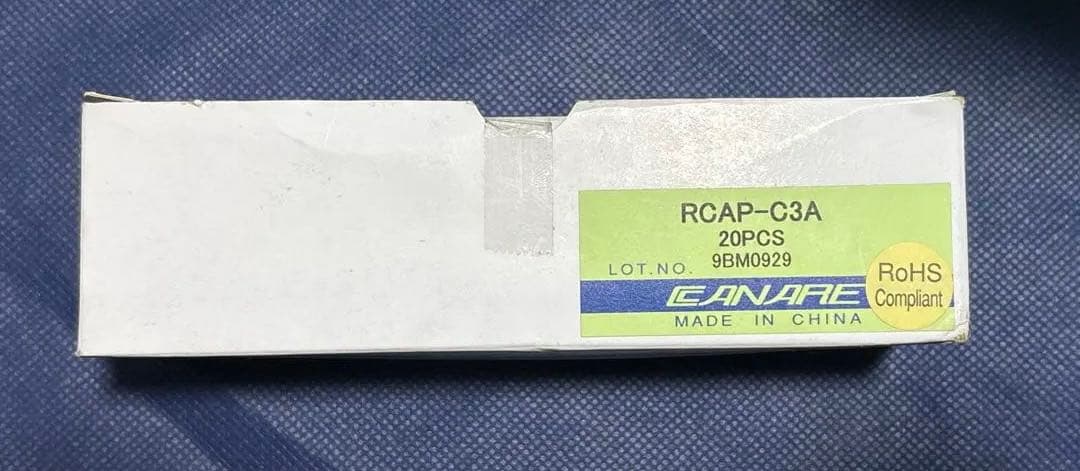 RCAP-C3A
20PCS
LOT.NO. 9BM0929
CANARE
MADE IN CHINA
RoHS
Compliant